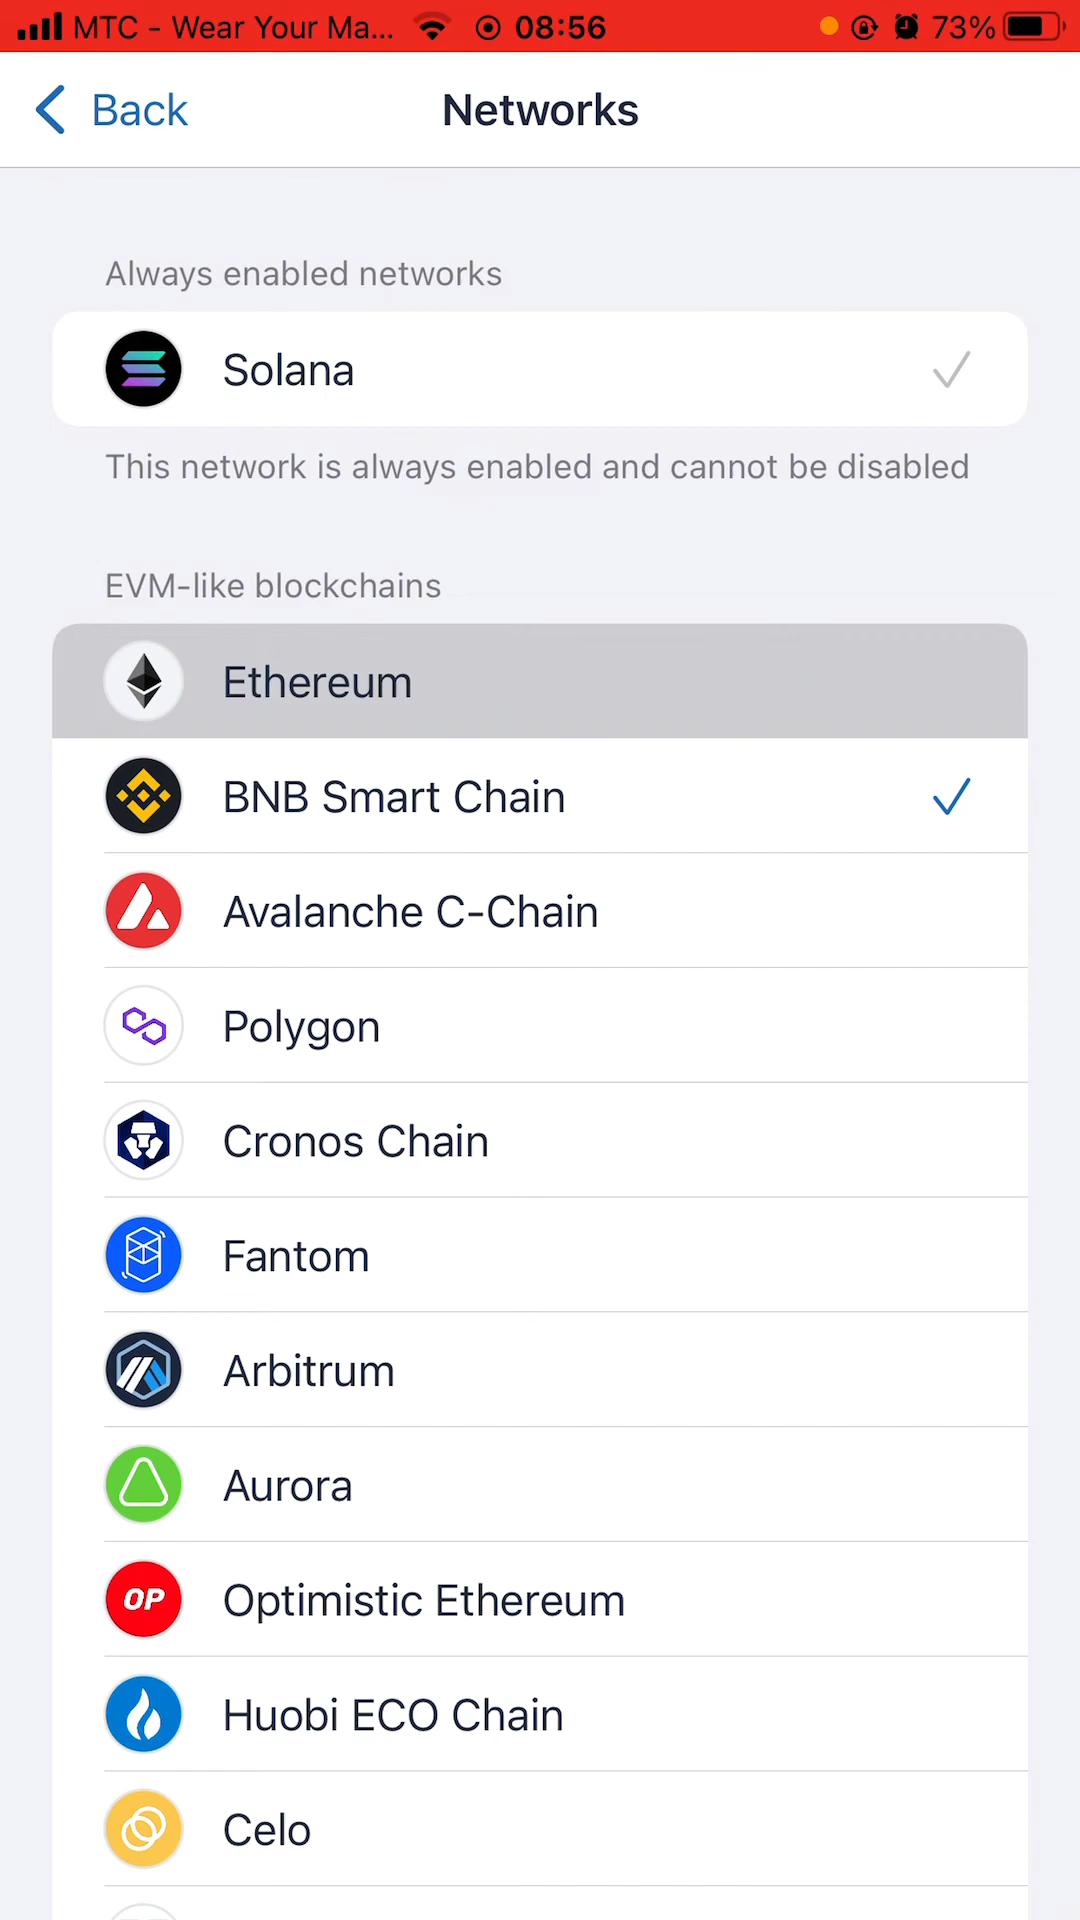 MTC - Wear Your Ma... 08:56 73%
Back
Networks
Always enabled networks
Solana
This network is always enabled and cannot be disabled
EVM-like blockchains
Ethereum
BNB Smart Chain
Avalanche C-Chain
Polygon
Cronos Chain
Fantom
Arbitrum
Aurora
OP Optimistic Ethereum
Huobi ECO Chain
Celo